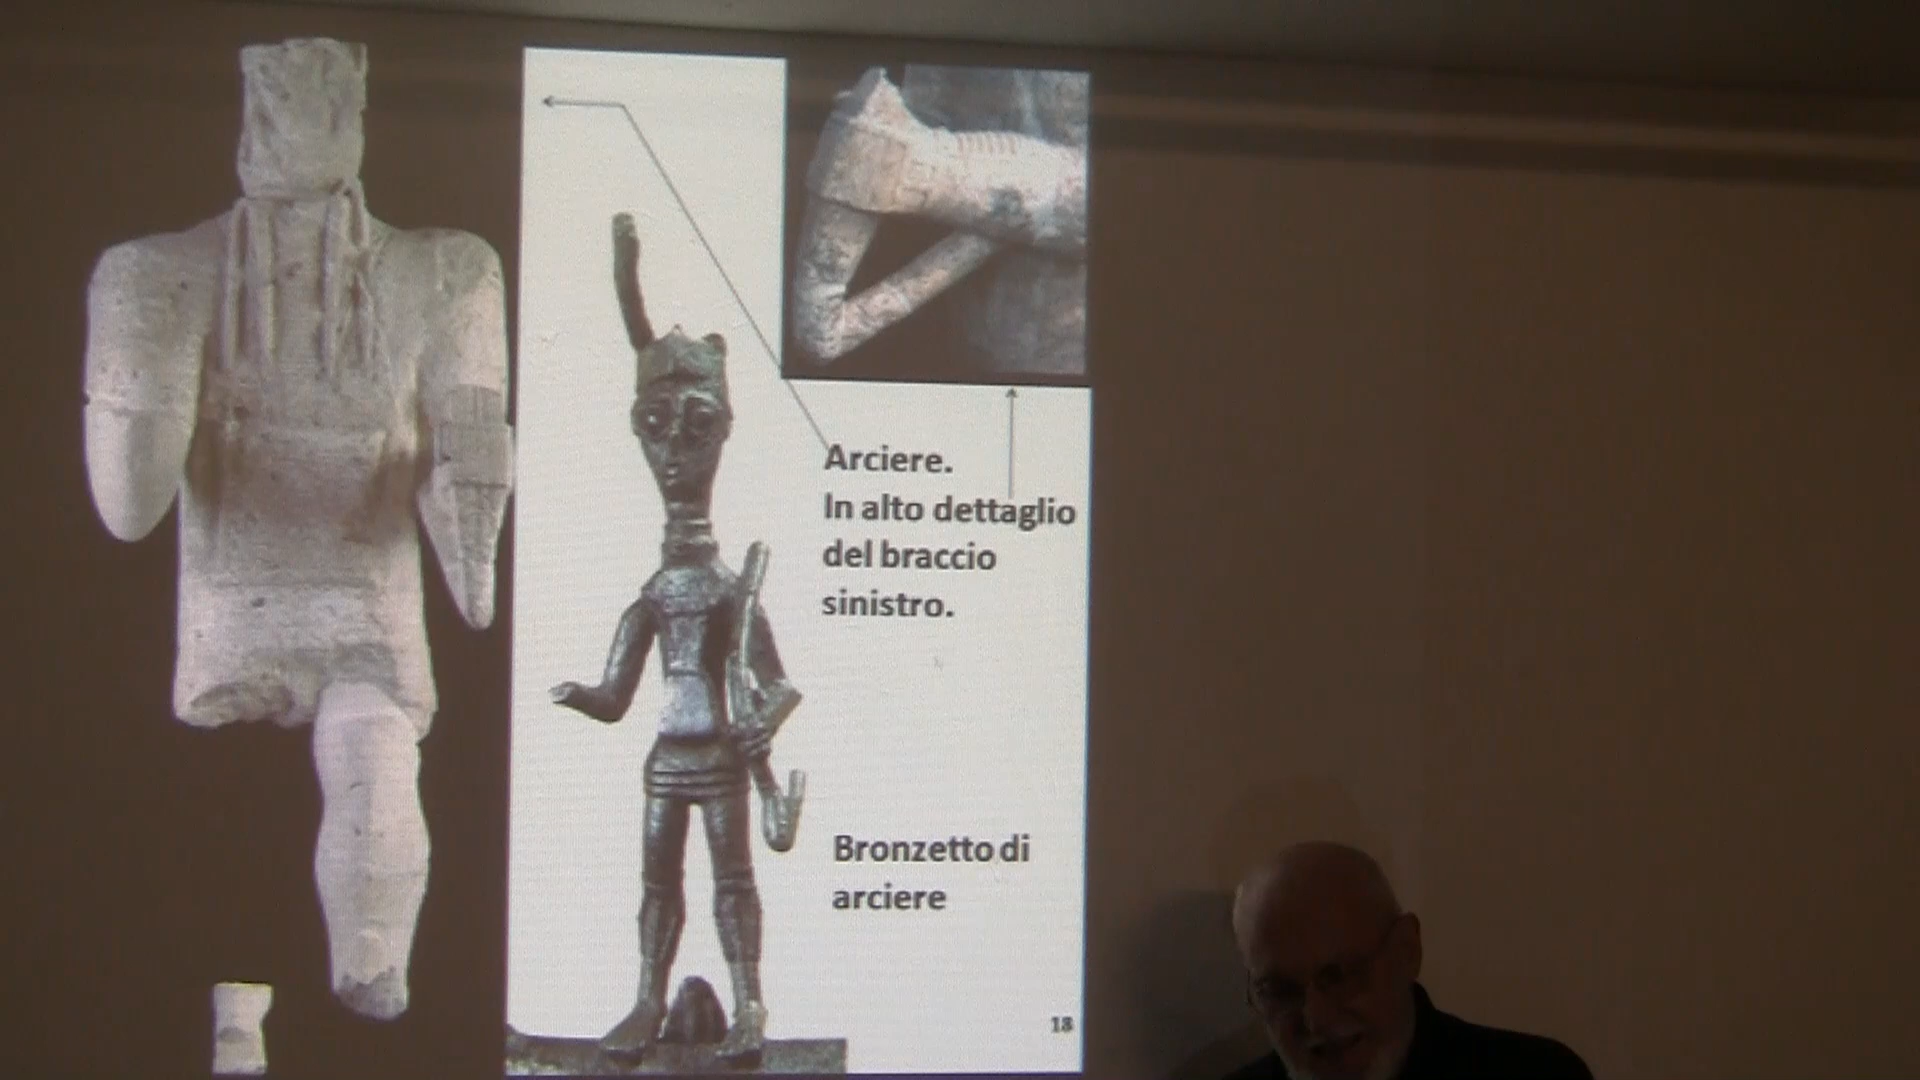 Arciere.
In alto dettaglio
del braccio
sinistro.
Bronzetto di
arciere
18